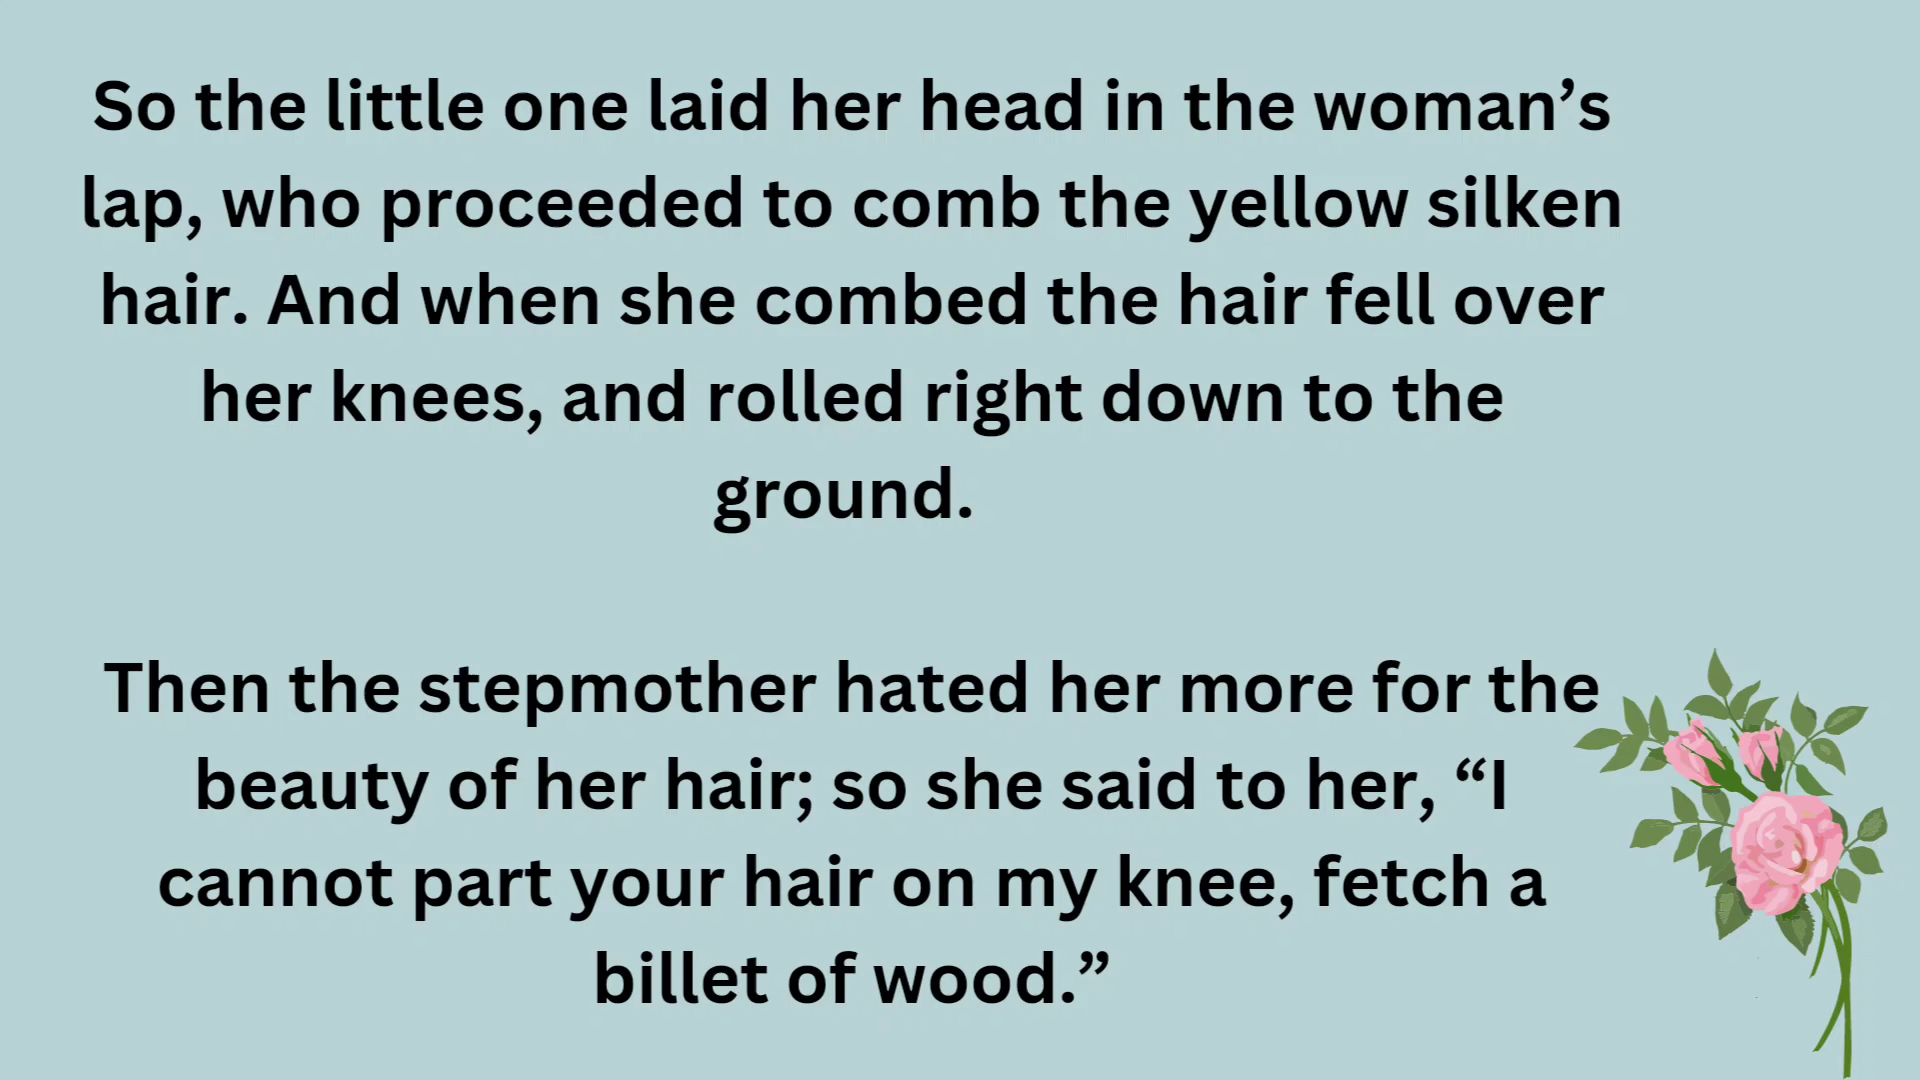 So the little one laid her head in the woman’s
lap, who proceeded to comb the yellow silken
hair. And when she combed the hair fell over
her knees, and rolled right down to the
ground.
Then the stepmother hated her more for the
beauty of her hair; so she said to her, “I
cannot part your hair on my knee, fetch a
billet of wood.”